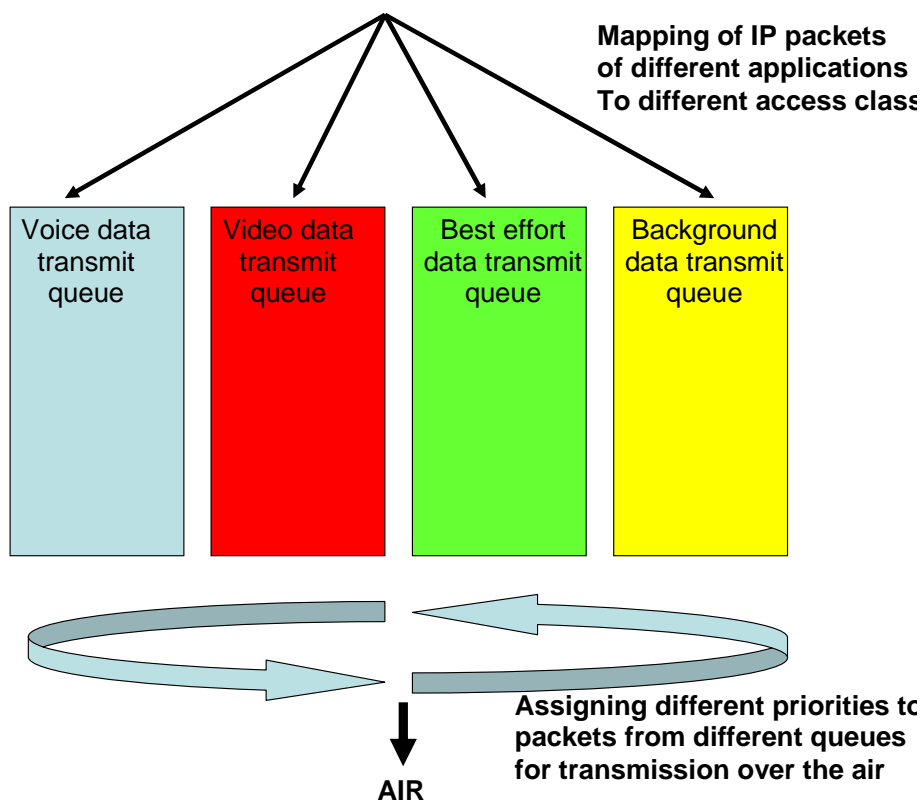 Mapping of IP packets
of different applications
To different access class
Voice data
transmit
queue
Video data
transmit
queue
Best effort
data transmit
queue
Background
data transmit
queue
Assigning different priorities to
packets from different queues
for transmission over the air
AIR